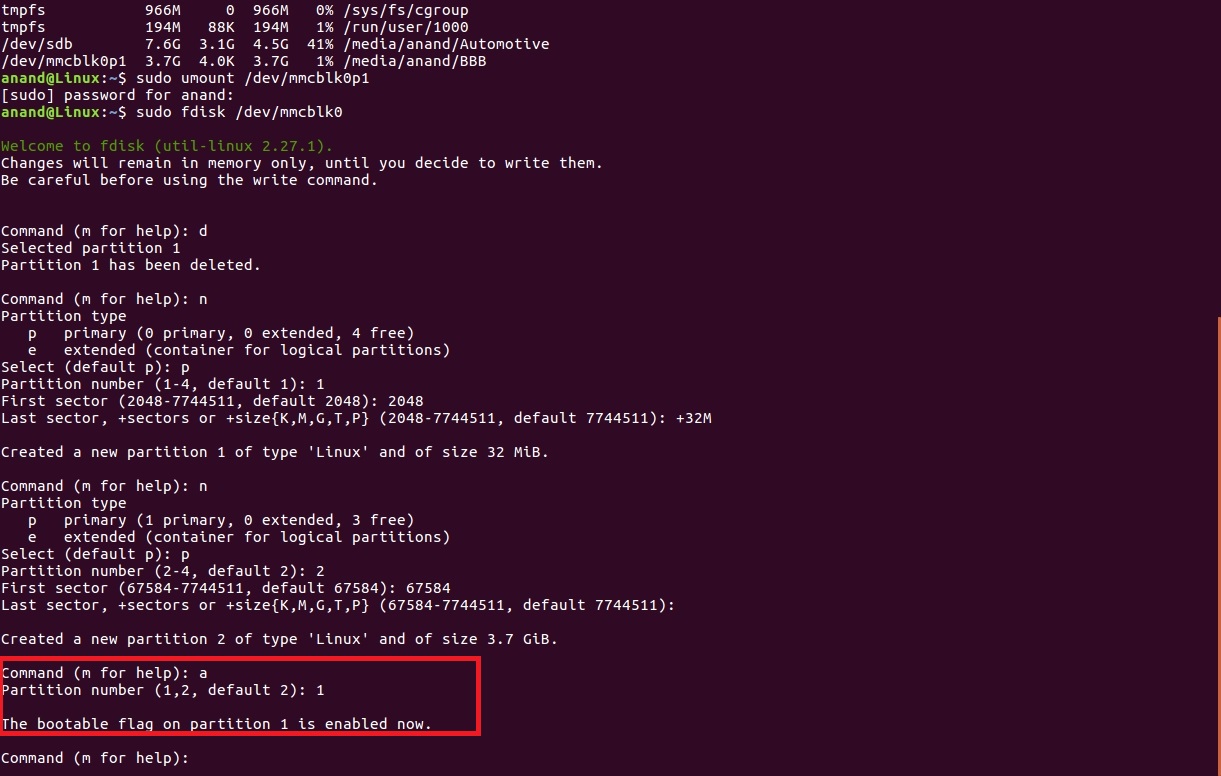 tmpfs           966M     0  966M   0% /sys/fs/cgroup
tmpfs           194M   88K  194M   1% /run/user/1000
/dev/sdb        7.6G  3.1G  4.5G  41% /media/anand/Automotive
/dev/mmcblk0p1  3.7G  4.0K  3.7G   1% /media/anand/BBB
anand@Linux:~$ sudo umount /dev/mmcblk0p1
[sudo] password for anand:
anand@Linux:~$ sudo fdisk /dev/mmcblk0
Welcome to fdisk (util-linux 2.27.1).
Changes will remain in memory only, until you decide to write them.
Be careful before using the write command.
Command (m for help): d
Selected partition 1
Partition 1 has been deleted.
Command (m for help): n
Partition type
   p   primary (0 primary, 0 extended, 4 free)
   e   extended (container for logical partitions)
Select (default p): p
Partition number (1-4, default 1): 1
First sector (2048-7744511, default 2048): 2048
Last sector, +sectors or +size{K,M,G,T,P} (2048-7744511, default 7744511): +32M
Created a new partition 1 of type 'Linux' and of size 32 MiB.
Command (m for help): n
Partition type
   p   primary (1 primary, 0 extended, 3 free)
   e   extended (container for logical partitions)
Select (default p): p
Partition number (2-4, default 2): 2
First sector (67584-7744511, default 67584): 67584
Last sector, +sectors or +size{K,M,G,T,P} (67584-7744511, default 7744511):
Created a new partition 2 of type 'Linux' and of size 3.7 GiB.
Command (m for help): a
Partition number (1,2, default 2): 1
The bootable flag on partition 1 is enabled now.
Command (m for help):